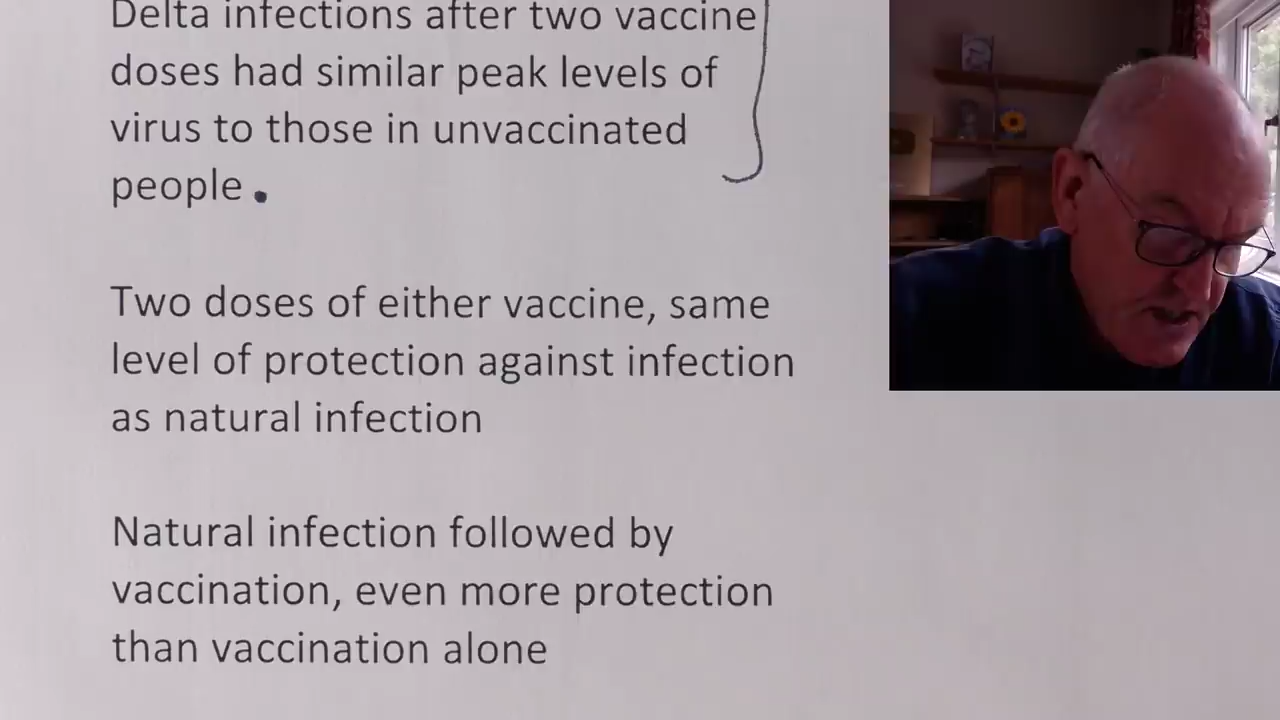 Delta infections after two vaccine
doses had similar peak levels of
virus to those in unvaccinated
people.
Two doses of either vaccine, same
level of protection against infection
as natural infection
Natural infection followed by
vaccination, even more protection
than vaccination alone